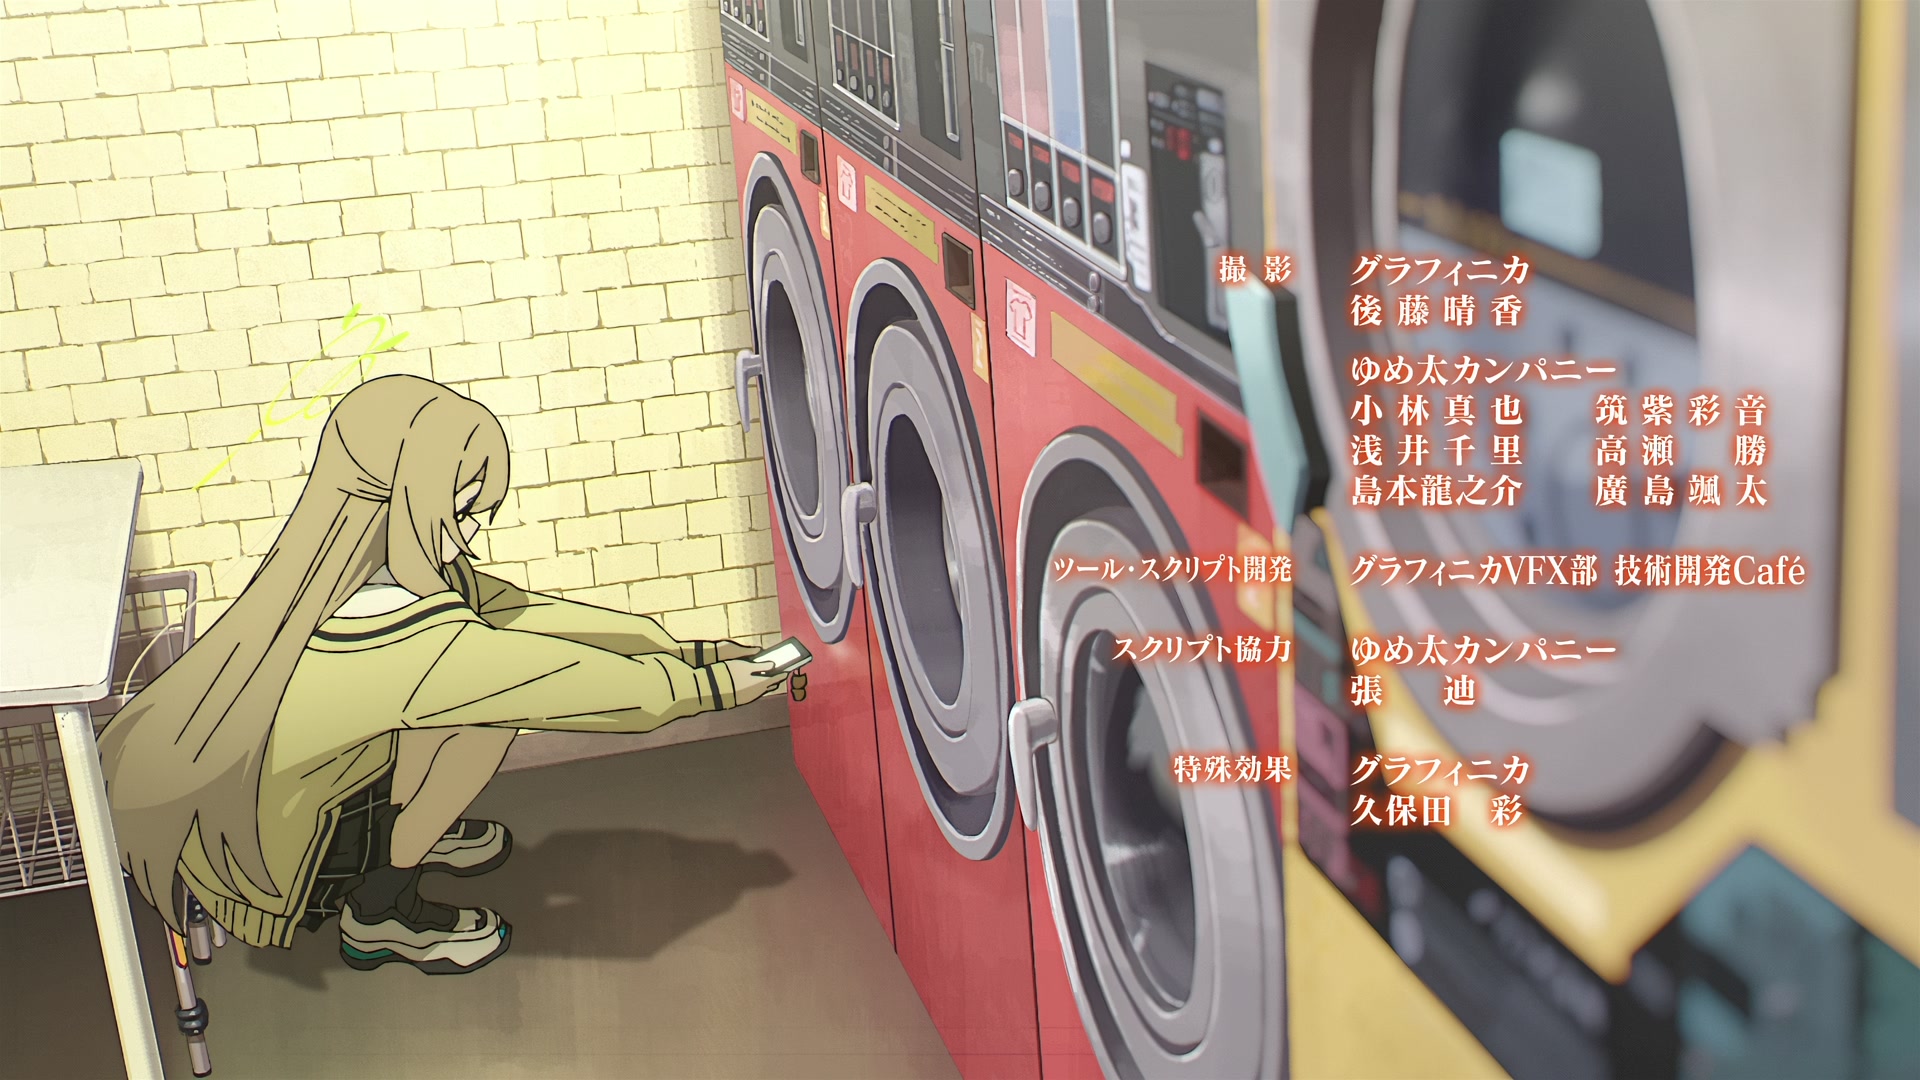 撮影 グラフィニカ
後藤晴香
ゆめ太カンパニー
小林真也 筑紫彩音
浅井千里 高瀬 勝
島本龍之介 廣島颯太
ツール・スクリプト開発 グラフィニカVFX部 技術開発Café
スクリプト協力 ゆめ太カンパニー
張 迪
特殊効果 グラフィニカ
久保田 彩